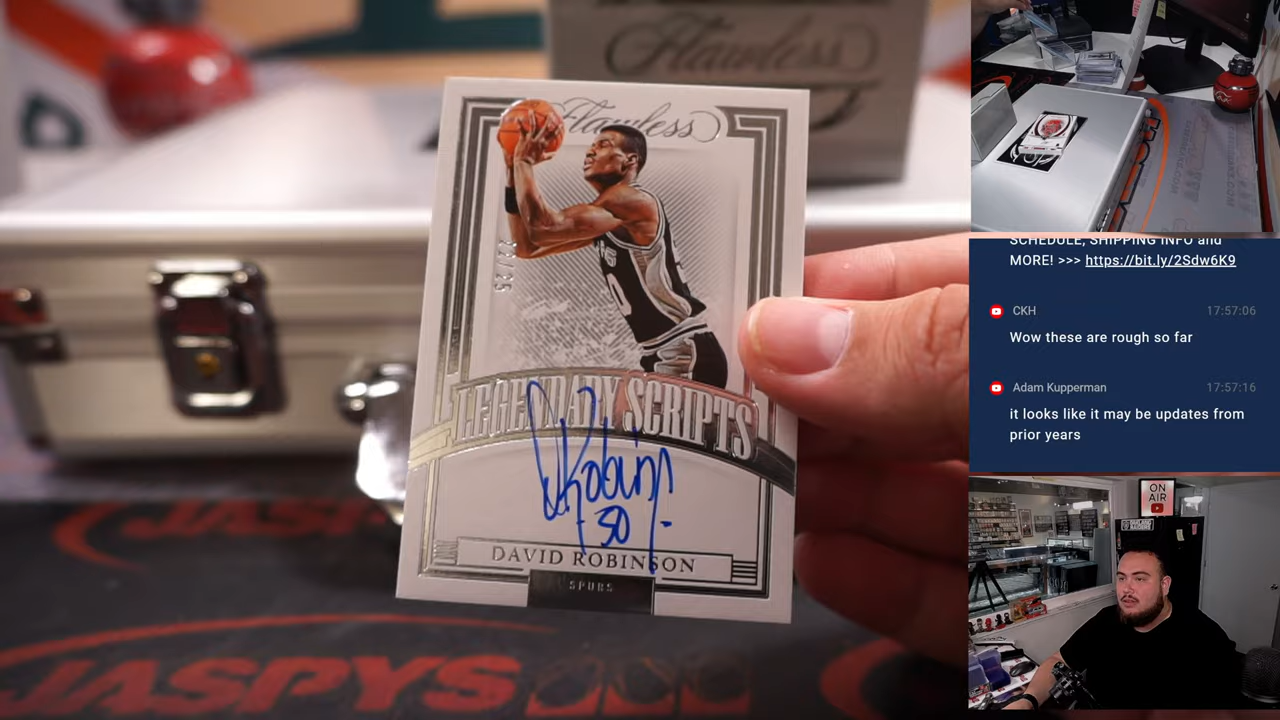 Flawless
Flawless
LEGENDARY SCRIPTS
DRobinson
50
DAVID ROBINSON
SPURS
JASPYS
JASPYS
SCHEDULE, SHIPPING INFO and
MORE! >>> https://bit.ly/2Sdw6K9
CKH 17:57:06
Wow these are rough so far
Adam Kupperman 17:57:16
it looks like it may be updates from
prior years
ON
AIR